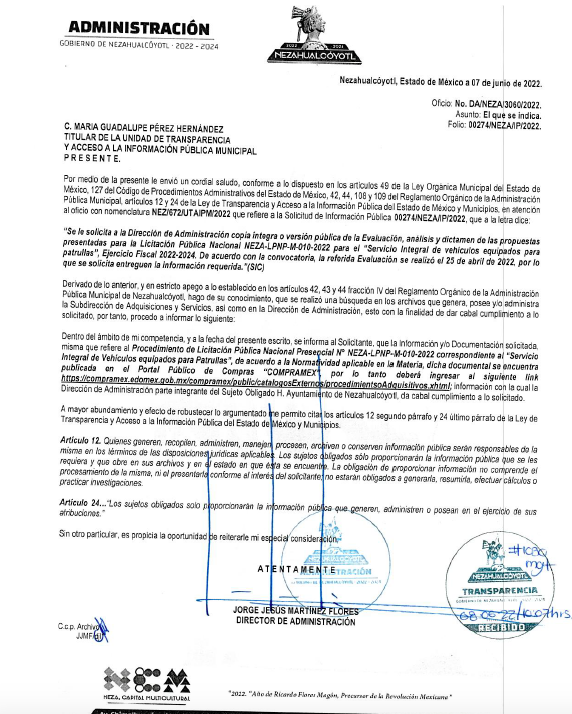 ADMINISTRACIÓN
GOBIERNO DE NEZAHUALCÓYOTL · 2022 - 2024
2022 2024
NEZAHUALCÓYOTL
Nezahualcóyotl, Estado de México a 07 de junio de 2022.
Oficio: No. DA/NEZA/3060/2022.
Asunto: El que se indica.
Folio: 00274/NEZA/IP/2022.
C. MARIA GUADALUPE PÉREZ HERNÁNDEZ
TITULAR DE LA UNIDAD DE TRANSPARENCIA
Y ACCESO A LA INFORMACIÓN PÚBLICA MUNICIPAL
P R E S E N T E.
Por medio de la presente le envió un cordial saludo, conforme a lo dispuesto en los artículos 49 de la Ley Orgánica Municipal del Estado de
México, 127 del Código de Procedimientos Administrativos del Estado de México, 42, 44, 108 y 109 del Reglamento Orgánico de la Administración
Pública Municipal, artículos 12 y 24 de la Ley de Transparencia y Acceso a la Información Pública del Estado de México y Municipios, en atención
al oficio con nomenclatura NEZ/672/UTAIPM/2022 que refiere a la Solicitud de Información Pública 00274/NEZA/IP/2022, que a la letra dice:
"Se le solicita a la Dirección de Administración copia íntegra o versión pública de la Evaluación, análisis y dictamen de las propuestas
presentadas para la Licitación Pública Nacional NEZA-LPNP-M-010-2022 para el "Servicio Integral de vehículos equipados para
patrullas", Ejercicio Fiscal 2022-2024. De acuerdo con la convocatoria, la referida Evaluación se realizó el 25 de abril de 2022, por lo
que se solicita entreguen la información requerida."(SIC)
Derivado de lo anterior, y en estricto apego a lo establecido en los artículos 42, 43 y 44 fracción IV del Reglamento Orgánico de la Administración
Pública Municipal de Nezahualcóyotl, hago de su conocimiento, que se realizó una búsqueda en los archivos que genera, posee y/o administra
la Subdirección de Adquisiciones y Servicios, así como en la Dirección de Administración, esto con la finalidad de dar cabal cumplimiento a lo
solicitado, por tanto, procedo a informar lo siguiente:
Dentro del ámbito de mi competencia, y a la fecha del presente escrito, se informa al Solicitante, que la Información y/o Documentación solicitada,
misma que refiere al Procedimiento de Licitación Pública Nacional Presencial Nº NEZA-LPNP-M-010-2022 correspondiente al "Servicio
Integral de Vehículos equipados para Patrullas", de acuerdo a la Normatividad aplicable en la Materia, dicha documental se encuentra
publicada en el Portal Público de Compras "COMPRAMEX", por lo tanto deberá ingresar al siguiente link
https://compramex.edomex.gob.mx/compramex/public/catalogosExternos/procedimientsoAdquisitivos.xhtml; información con la cual la
Dirección de Administración parte integrante del Sujeto Obligado H. Ayuntamiento de Nezahualcóyotl, da cabal cumplimiento a lo solicitado.
A mayor abundamiento y efecto de robustecer lo argumentado me permito citar los artículos 12 segundo párrafo y 24 último párrafo de la Ley de
Transparencia y Acceso a la Información Pública del Estado de México y Municipios.
Artículo 12. Quienes generen, recopilen, administren, manejen, procesen, archiven o conserven información pública serán responsables de la
misma en los términos de las disposiciones jurídicas aplicables. Los sujetos obligados sólo proporcionarán la información pública que se les
requiera y que obre en sus archivos y en el estado en que ésta se encuentre. La obligación de proporcionar información no comprende el
procesamiento de la misma, ni el presentarla conforme al interés del solicitante; no estarán obligados a generarla, resumirla, efectuar cálculos o
practicar investigaciones.
Artículo 24..."Los sujetos obligados solo proporcionarán la información pública que generen, administren o posean en el ejercicio de sus
atribuciones."
Sin otro particular, es propicia la oportunidad de reiterarle mi especial consideración.
NEZAHUALCÓYOTL
A T E N T A M E N T E
ADMINISTRACIÓN
JORGE JESÚS MARTÍNEZ FLORES
DIRECTOR DE ADMINISTRACIÓN
NEZAHUALCÓYOTL
TRANSPARENCIA
RECIBIDO
C.c.p. Archivo
NEZA, CAPITAL MULTICULTURAL
"2022. "Año de Ricardo Flores Magón, Precursor de la Revolución Mexicana"